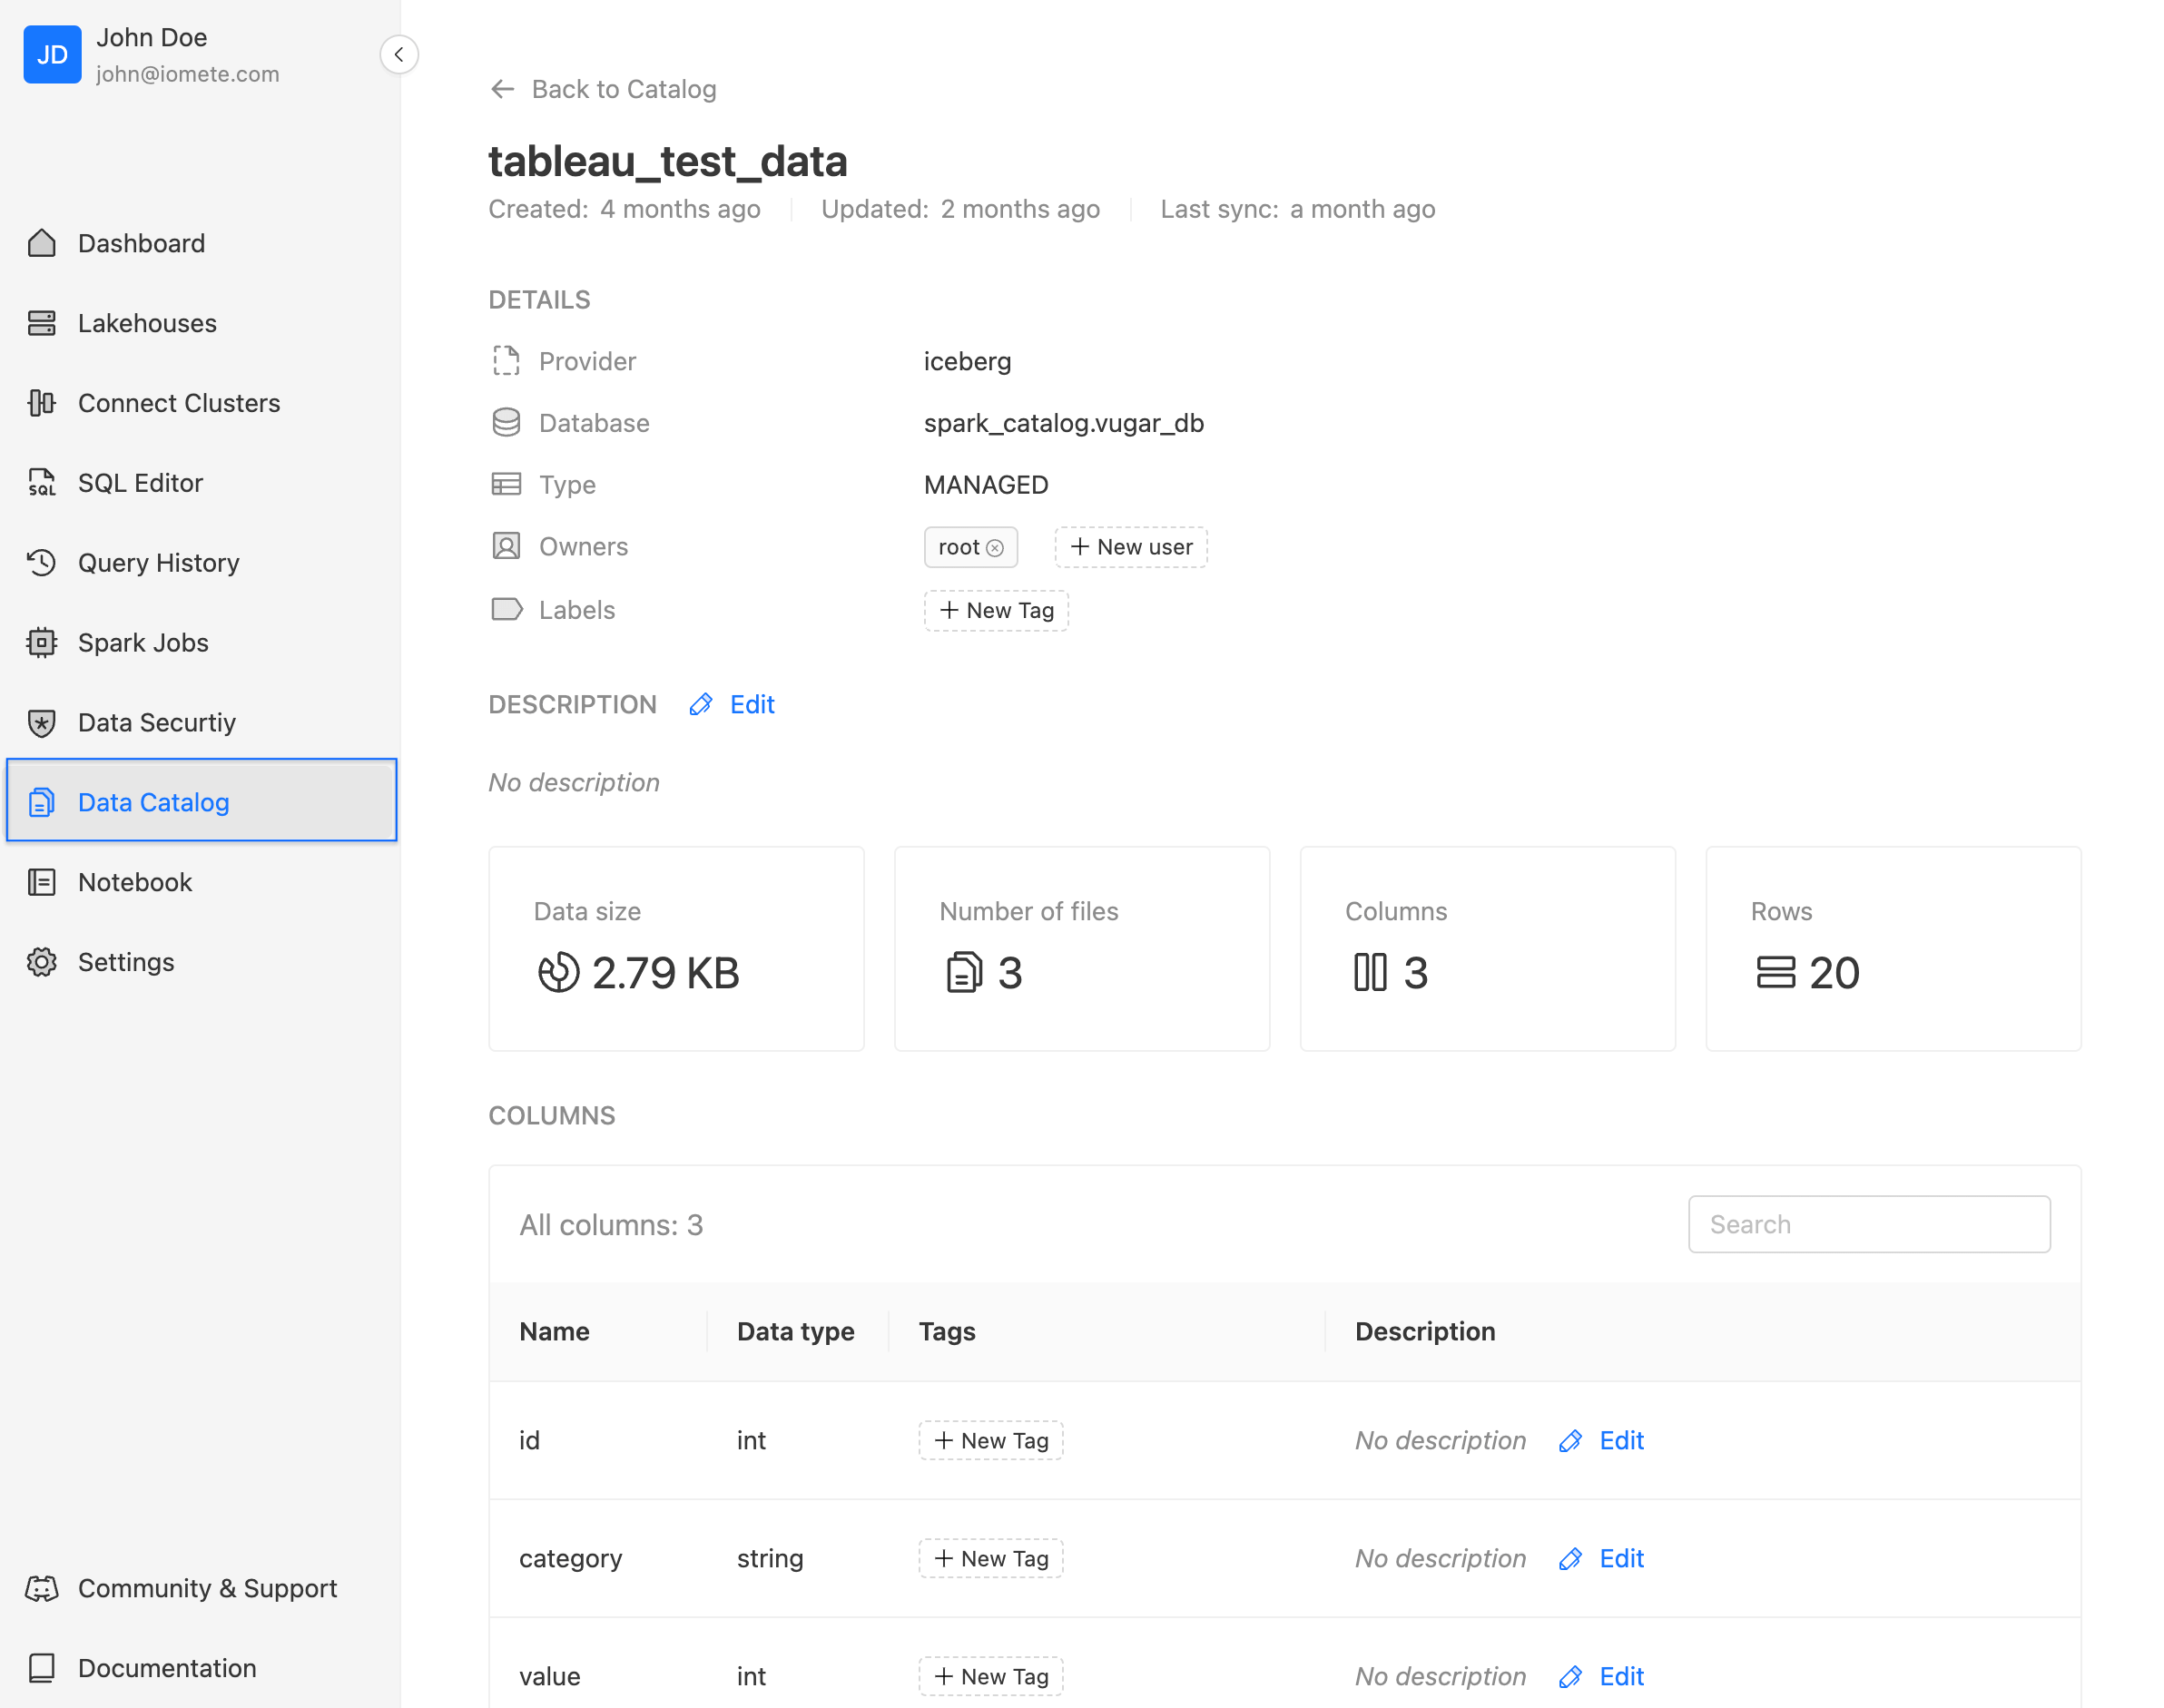 JD
John Doe
john@iomete.com
Dashboard
Lakehouses
Connect Clusters
SQL
SQL Editor
Query History
Spark Jobs
Data Securtiy
Data Catalog
Notebook
Settings
Community & Support
Documentation
Back to Catalog
tableau_test_data
Created: 4 months ago Updated: 2 months ago Last sync: a month ago
DETAILS
Provider iceberg
Database spark_catalog.vugar_db
Type MANAGED
Owners root + New user
Labels + New Tag
DESCRIPTION Edit
No description
Data size Number of files Columns Rows
2.79 KB 3 3 20
COLUMNS
All columns: 3 Search
Name Data type Tags Description
id int + New Tag No description Edit
category string + New Tag No description Edit
value int + New Tag No description Edit